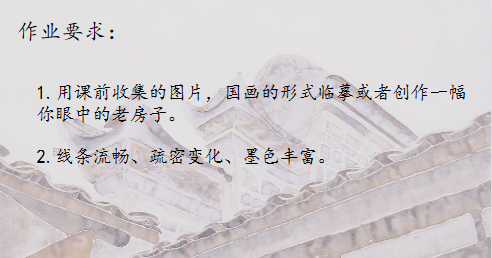 作业要求：
1. 用课前收集的图片，国画的形式临摹或者创作一幅
你眼中的老房子。
2. 线条流畅、疏密变化、墨色丰富。